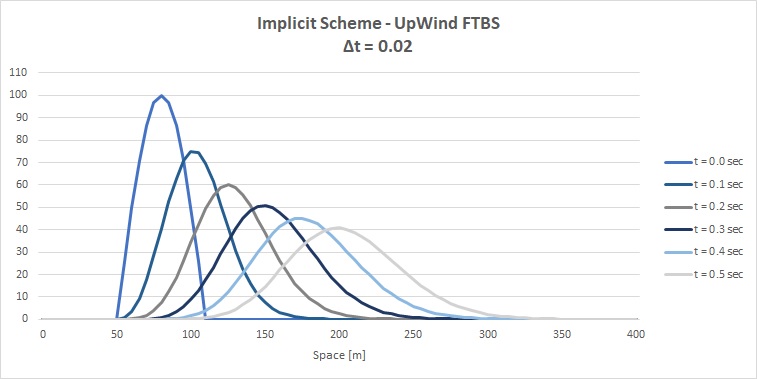 Implicit Scheme - UpWind FTBS
Δt = 0.02
110
100
90
80
70
60
50
40
30
20
10
0
0 50 100 150 200 250 300 350 400
Space [m]
t = 0.0 sec
t = 0.1 sec
t = 0.2 sec
t = 0.3 sec
t = 0.4 sec
t = 0.5 sec